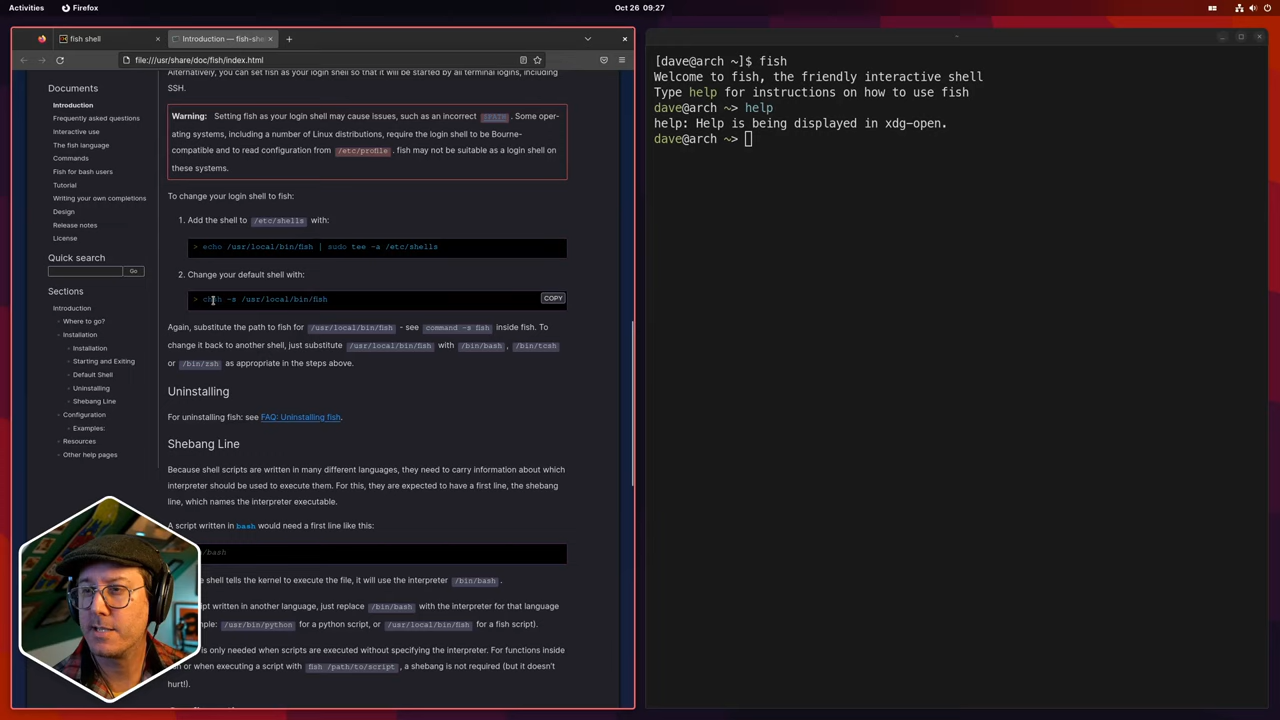 Activities
Firefox
Oct 26 09:27
fish shell
Introduction — fish-she
file:///usr/share/doc/fish/index.html
Documents
Introduction
Frequently asked questions
Interactive use
The fish language
Commands
Fish for bash users
Tutorial
Writing your own completions
Design
Release notes
License
Quick search
Go
Sections
Introduction
Where to go?
Installation
Installation
Starting and Exiting
Default Shell
Uninstalling
Shebang Line
Configuration
Examples:
Resources
Other help pages
Alternatively, you can set fish as your login shell so that it will be started by all terminal logins, including
SSH.
Warning: Setting fish as your login shell may cause issues, such as an incorrect $PATH . Some oper-
ating systems, including a number of Linux distributions, require the login shell to be Bourne-
compatible and to read configuration from /etc/profile . fish may not be suitable as a login shell on
these systems.
To change your login shell to fish:
1. Add the shell to /etc/shells with:
> echo /usr/local/bin/fish | sudo tee -a /etc/shells
2. Change your default shell with:
> chsh -s /usr/local/bin/fish
COPY
Again, substitute the path to fish for /usr/local/bin/fish - see command -s fish inside fish. To
change it back to another shell, just substitute /usr/local/bin/fish with /bin/bash , /bin/tcsh
or /bin/zsh as appropriate in the steps above.
Uninstalling
For uninstalling fish: see FAQ: Uninstalling fish.
Shebang Line
Because shell scripts are written in many different languages, they need to carry information about which
interpreter should be used to execute them. For this, they are expected to have a first line, the shebang
line, which names the interpreter executable.
A script written in bash would need a first line like this:
/bash
shell tells the kernel to execute the file, it will use the interpreter /bin/bash .
written in another language, just replace /bin/bash with the interpreter for that language
/usr/bin/python for a python script, or /usr/local/bin/fish for a fish script).
is only needed when scripts are executed without specifying the interpreter. For functions inside
or when executing a script with fish /path/to/script , a shebang is not required (but it doesn't
hurt!).
[dave@arch ~]$ fish
Welcome to fish, the friendly interactive shell
Type help for instructions on how to use fish
dave@arch ~> help
help: Help is being displayed in xdg-open.
dave@arch ~>